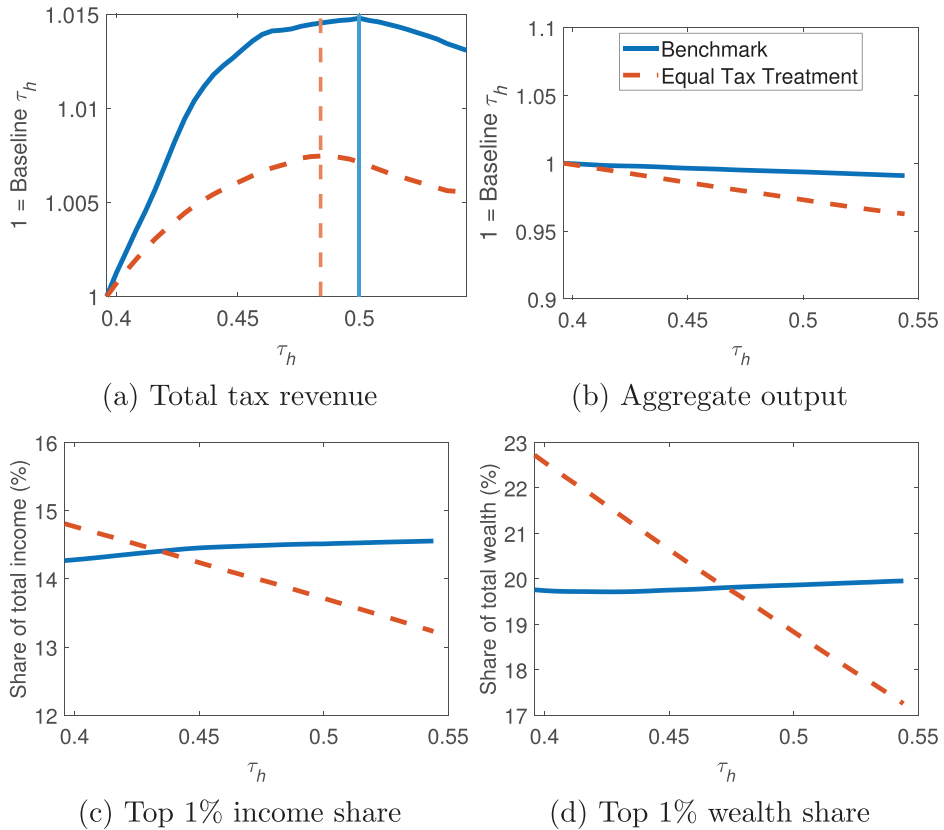 1.015
1.01
1.005
1
1 = Baseline τh
0.4
0.45
0.5
τh
(a) Total tax revenue
1.1
1.05
1
0.95
0.9
1 = Baseline τh
Benchmark
Equal Tax Treatment
0.4
0.45
0.5
0.55
τh
(b) Aggregate output
16
15
14
13
12
Share of total income (%)
0.4
0.45
0.5
0.55
τh
(c) Top 1% income share
23
22
21
20
19
18
17
Share of total wealth (%)
0.4
0.45
0.5
0.55
τh
(d) Top 1% wealth share